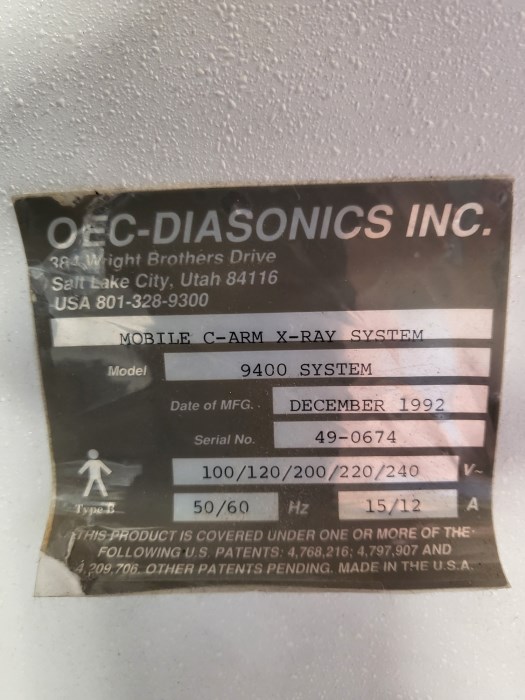 OEC-DIASONICS INC.
384 Wright Brothers Drive
Salt Lake City, Utah 84116
USA 801-328-9300
MOBILE C-ARM X-RAY SYSTEM
Model 9400 SYSTEM
Date of MFG. DECEMBER 1992
Serial No. 49-0674
100/120/200/220/240 V~
Type B 50/60 Hz 15/12 A
THIS PRODUCT IS COVERED UNDER ONE OR MORE OF THE
FOLLOWING U.S. PATENTS: 4,768,216; 4,797,907 AND
4,209,706. OTHER PATENTS PENDING. MADE IN THE U.S.A.